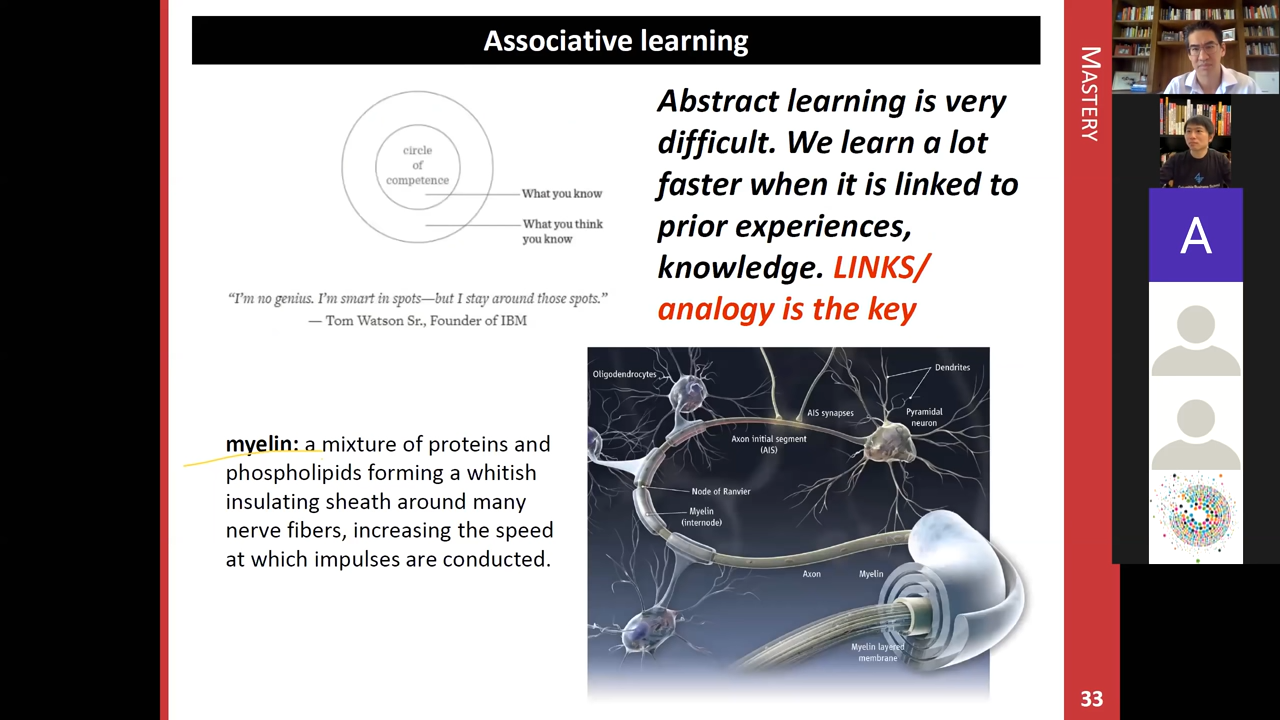 Associative learning
circle
of
competence
What you know
What you think
you know
“I’m no genius. I’m smart in spots—but I stay around those spots.”
— Tom Watson Sr., Founder of IBM
Abstract learning is very
difficult. We learn a lot
faster when it is linked to
prior experiences,
knowledge. LINKS/
analogy is the key
myelin: a mixture of proteins and
phospholipids forming a whitish
insulating sheath around many
nerve fibers, increasing the speed
at which impulses are conducted.
Oligodendrocytes
Dendrites
AIS synapses
Pyramidal
neuron
Axon initial segment
(AIS)
Node of Ranvier
Myelin
(internode)
Axon
Myelin
Myelin layered
membrane
MASTERY
33
A